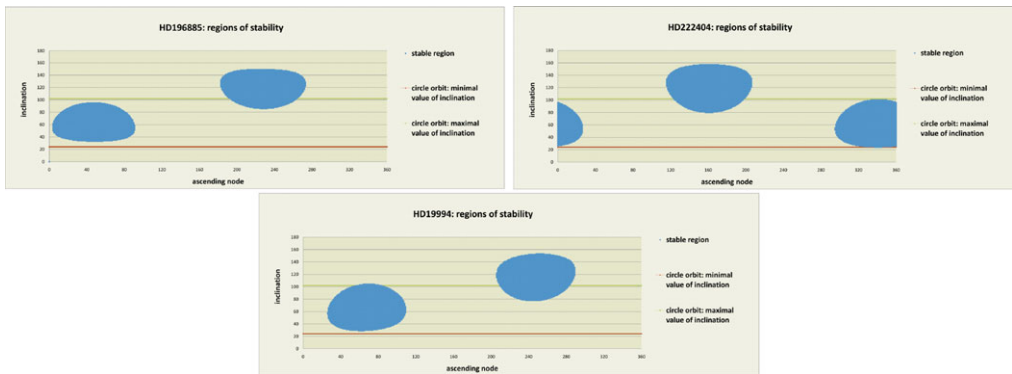 HD196885: regions of stability
inclination
180
160
140
120
100
80
60
40
20
0
0 40 80 120 160 200 240 280 320 360
ascending node
stable region
circle orbit: minimal
value of inclination
circle orbit: maximal
value of inclination
HD222404: regions of stability
inclination
180
160
140
120
100
80
60
40
20
0
0 40 80 120 160 200 240 280 320 360
ascending node
stable region
circle orbit: minimal
value of inclination
circle orbit: maximal
value of inclination
HD19994: regions of stability
inclination
180
160
140
120
100
80
60
40
20
0
0 40 80 120 160 200 240 280 320 360
ascending node
stable region
circle orbit: minimal
value of inclination
circle orbit: maximal
value of inclination